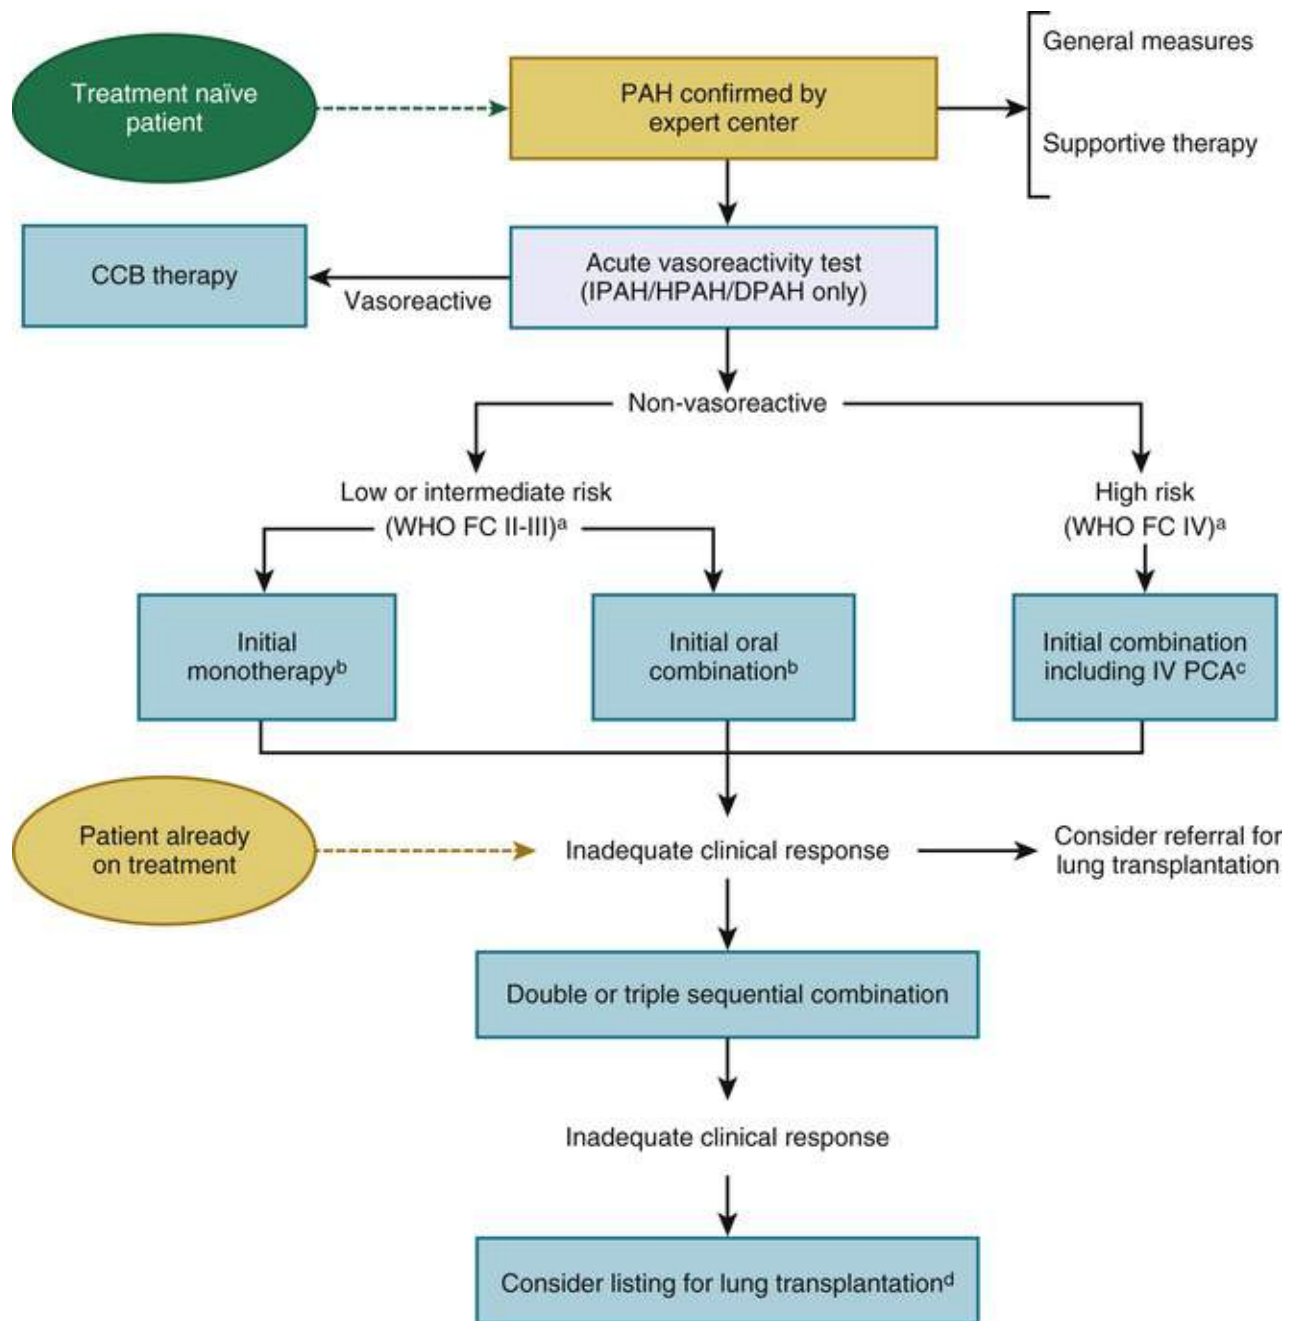 General measures
Treatment naïve
patient
PAH confirmed by
expert center
Supportive therapy
CCB therapy
Vasoreactive
Acute vasoreactivity test
(IPAH/HPAH/DPAH only)
Non-vasoreactive
Low or intermediate risk
(WHO FC II-III)ᵃ
High risk
(WHO FC IV)ᵃ
Initial
monotherapyᵇ
Initial oral
combinationᵇ
Initial combination
including IV PCAᶜ
Patient already
on treatment
Inadequate clinical response
Consider referral for
lung transplantation
Double or triple sequential combination
Inadequate clinical response
Consider listing for lung transplantationᵈ